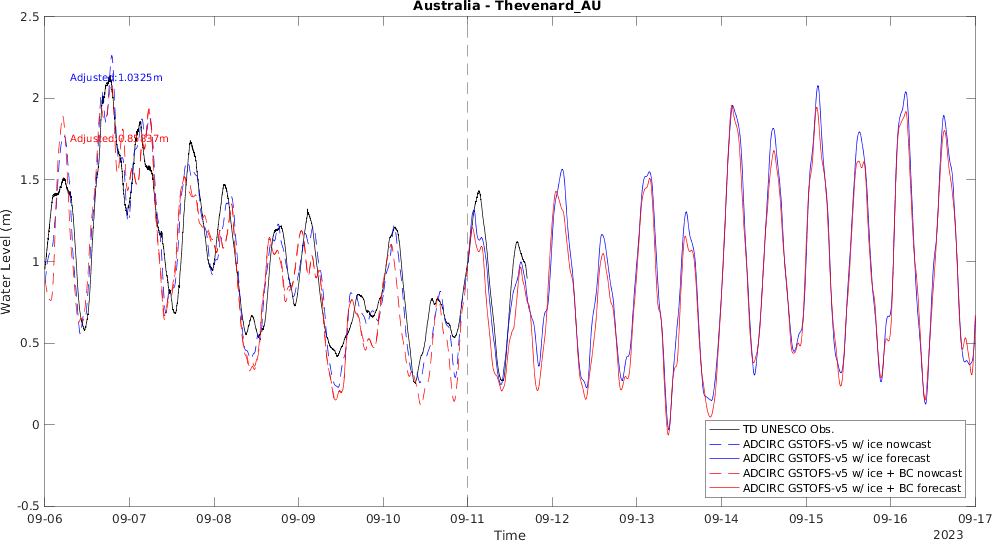 Australia - Thevenard_AU
2.5
2
1.5
1
0.5
0
-0.5
Water Level (m)
Adjusted:1.0325m
TD UNESCO Obs.
ADCIRC GSTOFS-v5 w/ ice nowcast
ADCIRC GSTOFS-v5 w/ ice forecast
ADCIRC GSTOFS-v5 w/ ice + BC nowcast
ADCIRC GSTOFS-v5 w/ ice + BC forecast
09-06 09-07 09-08 09-09 09-10 09-11 09-12 09-13 09-14 09-15 09-16 09-17
Time
2023